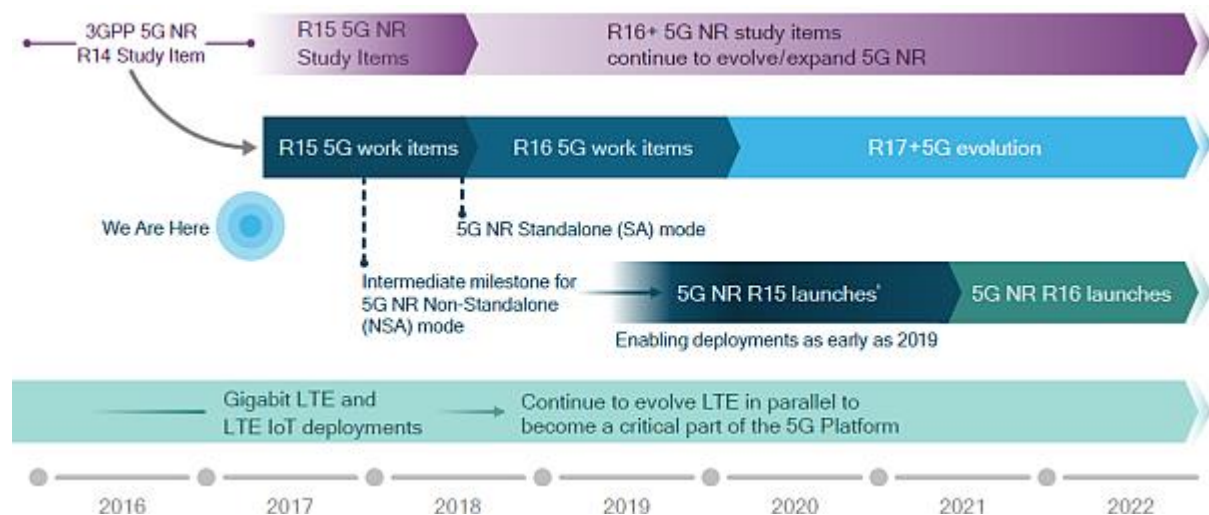 3GPP 5G NR
R14 Study Item
R15 5G NR
Study Items
R16+ 5G NR study items
continue to evolve/expand 5G NR
R15 5G work items
R16 5G work items
R17+5G evolution
We Are Here
5G NR Standalone (SA) mode
Intermediate milestone for
5G NR Non-Standalone
(NSA) mode
5G NR R15 launches
5G NR R16 launches
Enabling deployments as early as 2019
Gigabit LTE and
LTE IoT deployments
Continue to evolve LTE in parallel to
become a critical part of the 5G Platform
2016
2017
2018
2019
2020
2021
2022